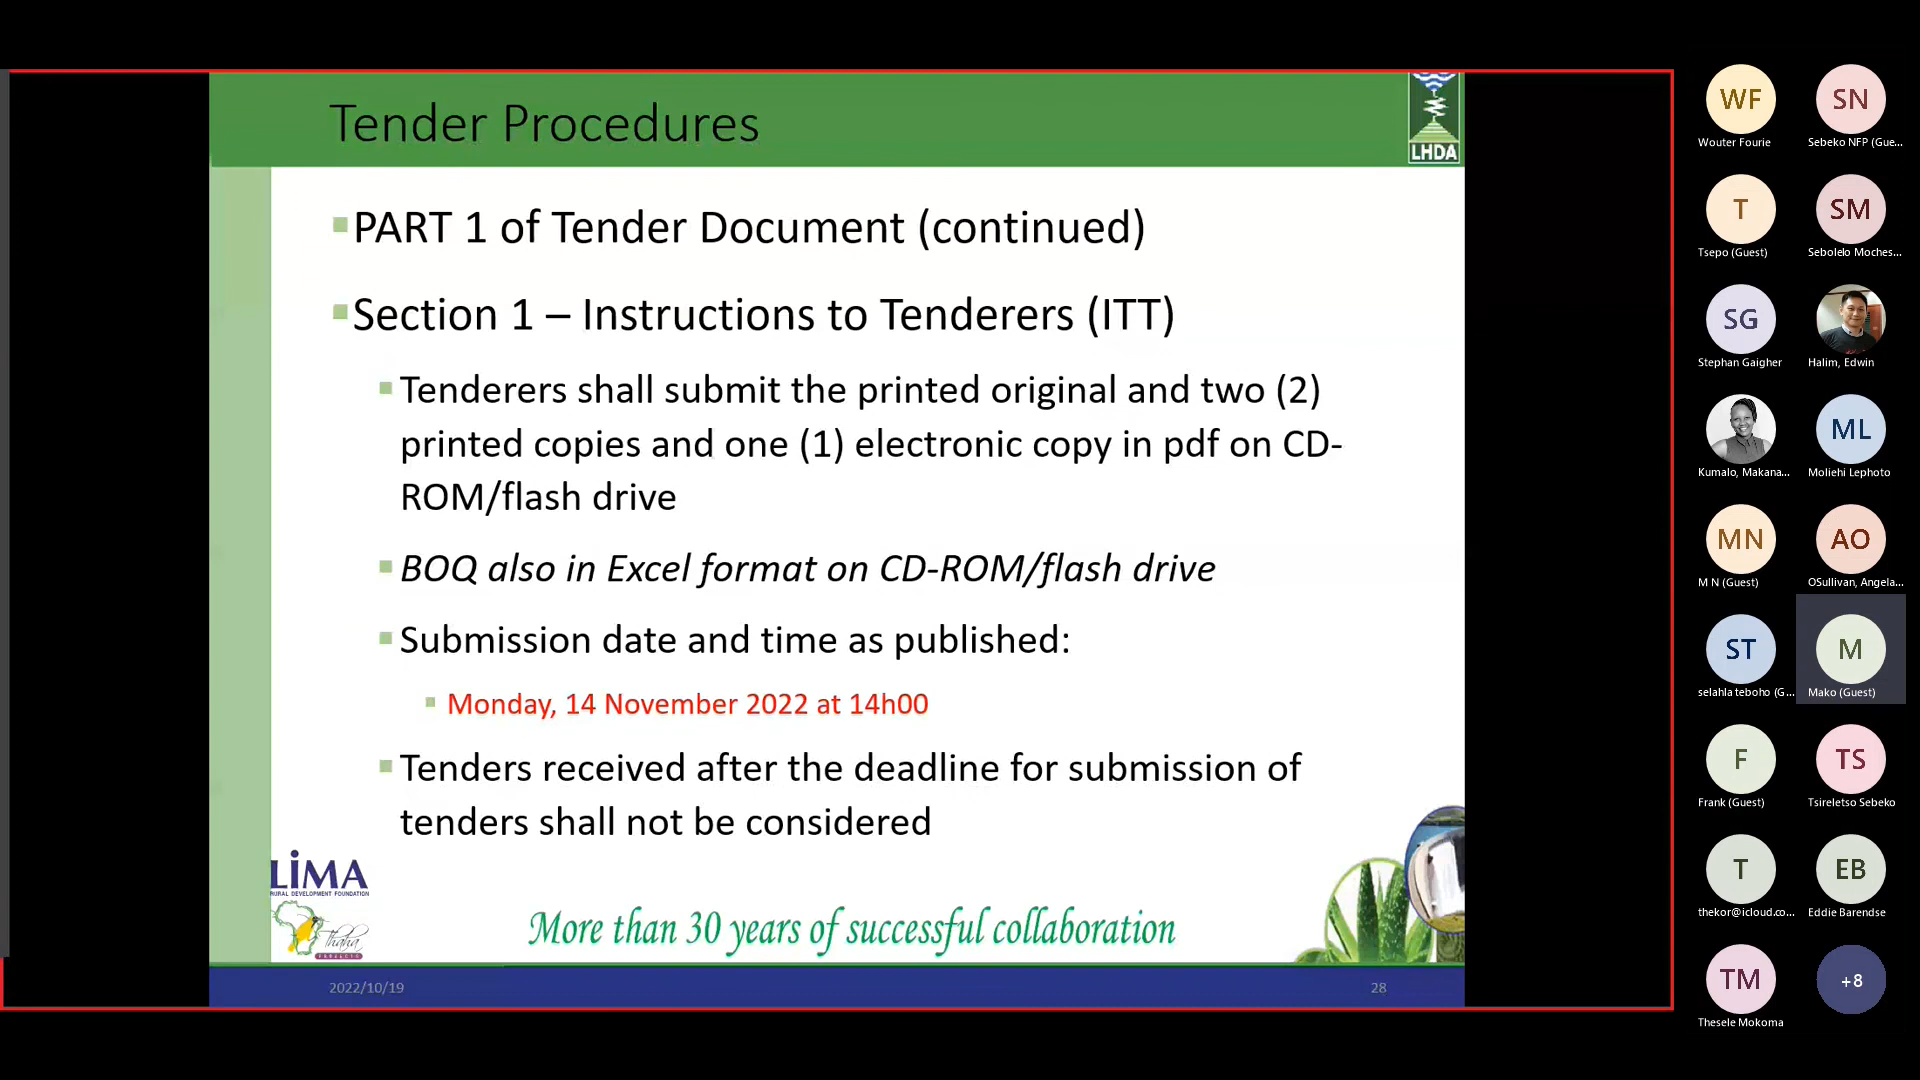 Tender Procedures
LHDA
PART 1 of Tender Document (continued)
Section 1 – Instructions to Tenderers (ITT)
Tenderers shall submit the printed original and two (2)
printed copies and one (1) electronic copy in pdf on CD-
ROM/flash drive
BOQ also in Excel format on CD-ROM/flash drive
Submission date and time as published:
Monday, 14 November 2022 at 14h00
Tenders received after the deadline for submission of
tenders shall not be considered
LiMA
RURAL DEVELOPMENT FOUNDATION
Thaha
More than 30 years of successful collaboration
2022/10/19
28
WF
Wouter Fourie
SN
Sebeko NFP (Gue...
T
Tsepo (Guest)
SM
Sebolelo Moches...
SG
Stephan Gaigher
Halim, Edwin
Kumalo, Makana...
ML
Moliehi Lephoto
MN
M N (Guest)
AO
OSullivan, Angela...
ST
selahla teboho (G...
M
Mako (Guest)
F
Frank (Guest)
TS
Tsireletso Sebeko
T
thekor@icloud.co...
EB
Eddie Barendse
TM
Thesele Mokoma
+8